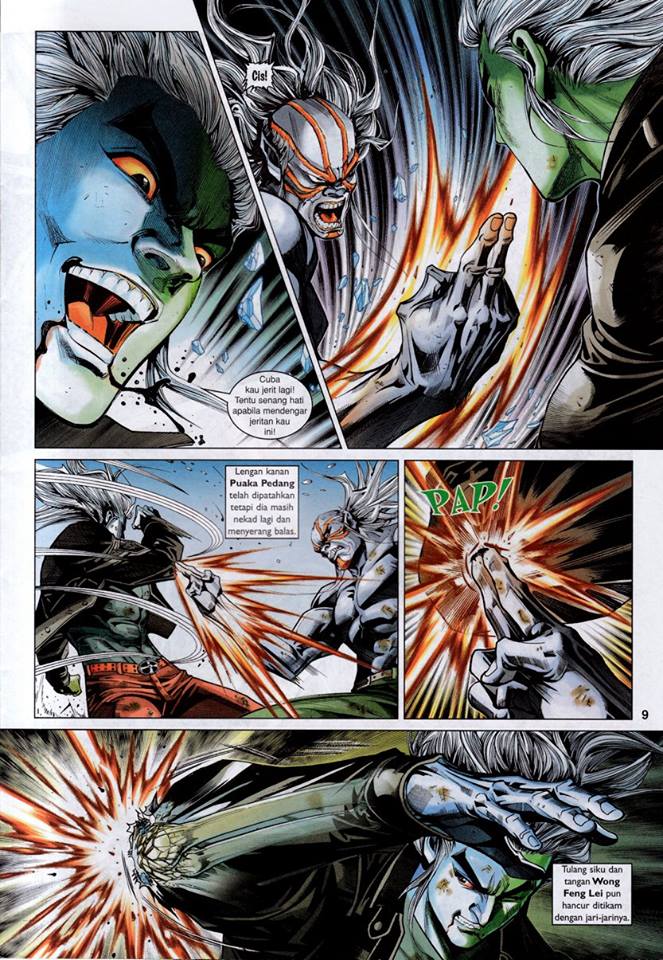 Cis!
Cuba
kau jerit lagi!
Tentu senang hati
apabila mendengar
jeritan kau
ini!
Lengan kanan
Puaka Pedang
telah dipatahkan
tetapi dia masih
nekad lagi dan
menyerang balas.
PAP!
9
Tulang siku dan
tangan Wong
Feng Lei pun
hancur ditikam
dengan jari-jarinya.